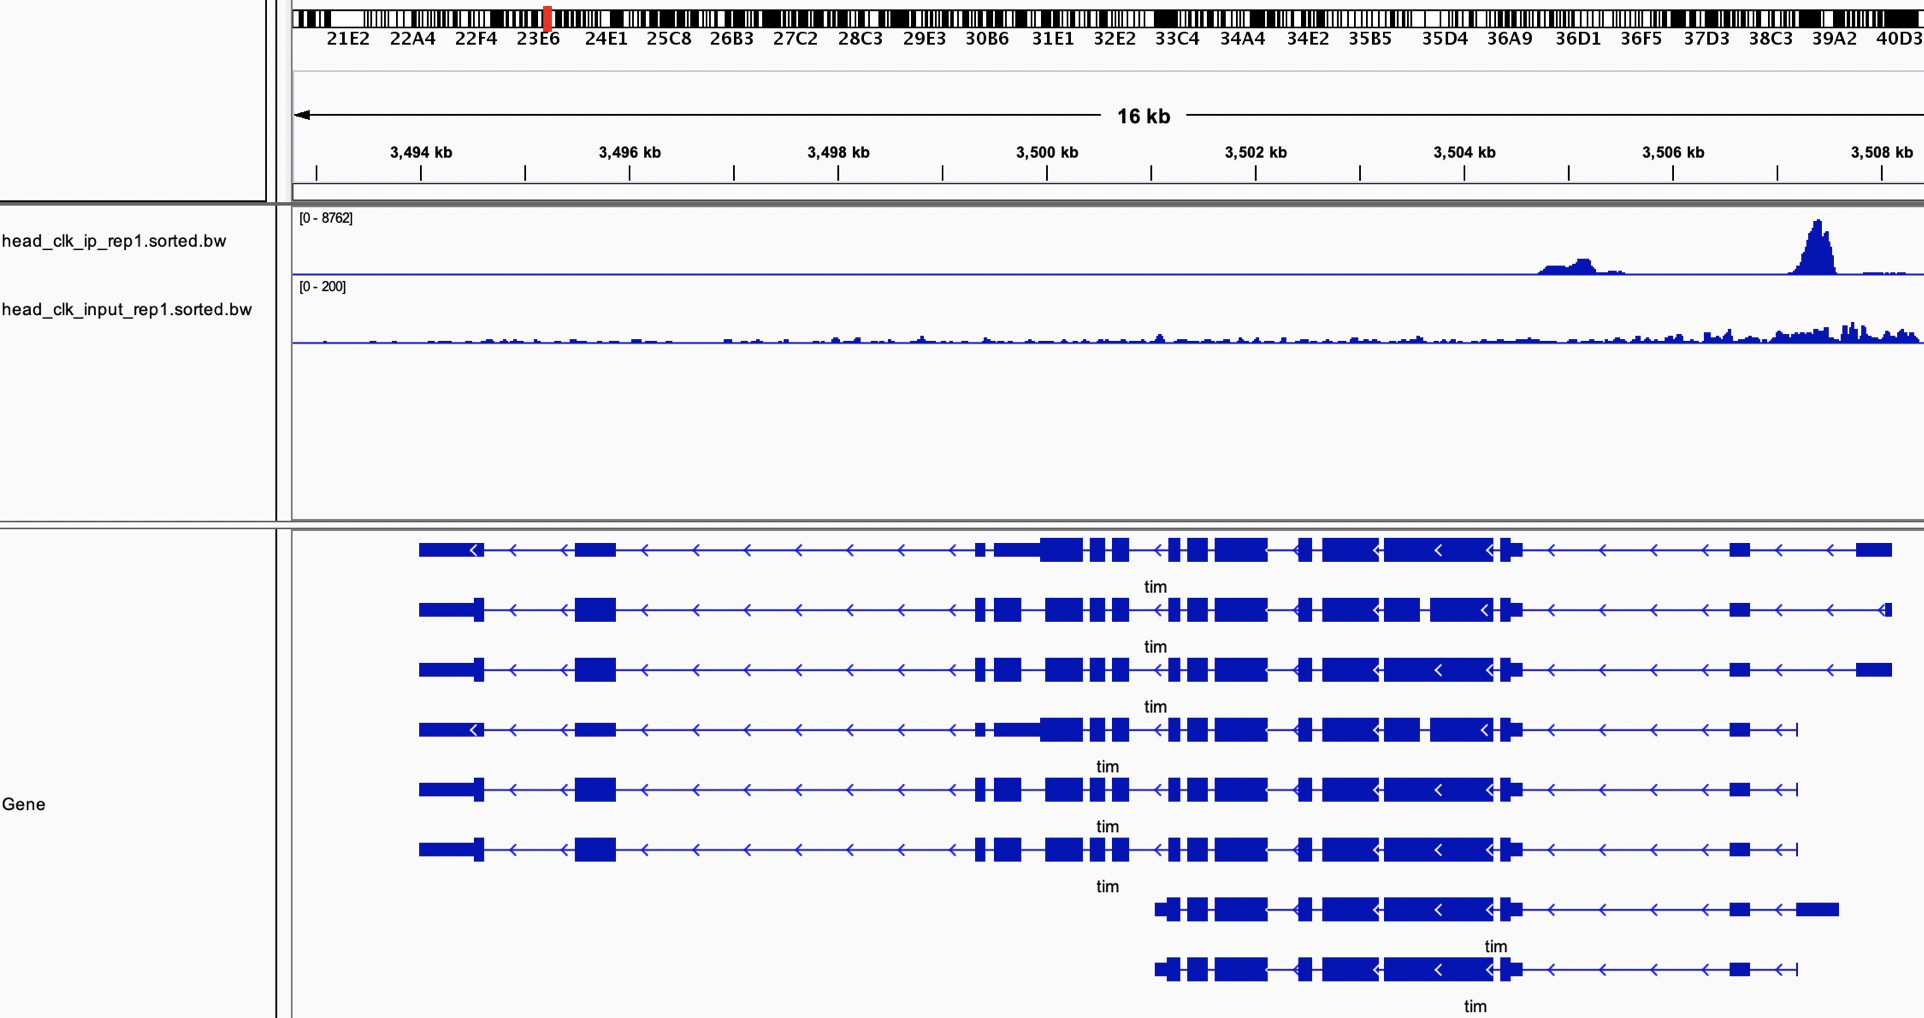 21E2 22A4 22F4 23E6 24E1 25C8 26B3 27C2 28C3 29E3 30B6 31E1 32E2 33C4 34A4 34E2 35B5 35D4 36A9 36D1 36F5 37D3 38C3 39A2 40D3
16 kb
3,494 kb 3,496 kb 3,498 kb 3,500 kb 3,502 kb 3,504 kb 3,506 kb 3,508 kb
[0 - 8762]
head_clk_ip_rep1.sorted.bw
[0 - 200]
head_clk_input_rep1.sorted.bw
tim
tim
tim
tim
Gene
tim
tim
tim
tim